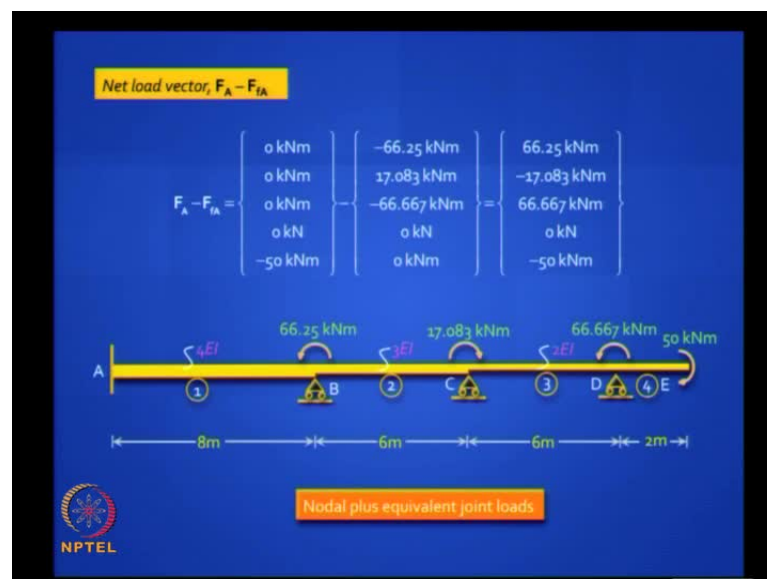 Net load vector, F_A – F_fA
F_A – F_fA = { 0 kNm – { –66.25 kNm = { 66.25 kNm
0 kNm 17.083 kNm –17.083 kNm
0 kNm –66.667 kNm 66.667 kNm
0 kN 0 kN 0 kN
–50 kNm 0 kNm –50 kNm
66.25 kNm 17.083 kNm 66.667 kNm 50 kNm
4EI 3EI 2EI
A 1 B 2 C 3 D 4 E
8m 6m 6m 2m
Nodal plus equivalent joint loads
NPTEL